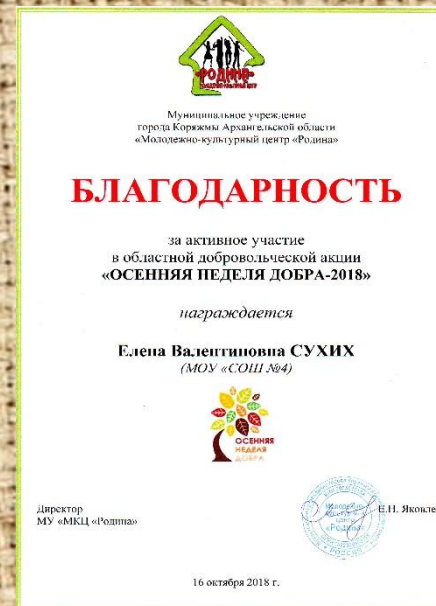 «РОДИНА»
Муниципальное учреждение
города Коряжмы Архангельской области
«Молодежно-культурный центр «Родина»
БЛАГОДАРНОСТЬ
за активное участие
в областной добровольческой акции
«ОСЕННЯЯ НЕДЕЛЯ ДОБРА-2018»
награждается
Елена Валентиновна СУХИХ
(МОУ «СОШ №4)
ОСЕННЯЯ
НЕДЕЛЯ
ДОБРА
Директор
МУ «МКЦ «Родина»
Е.Н. Яковле
16 октября 2018 г.